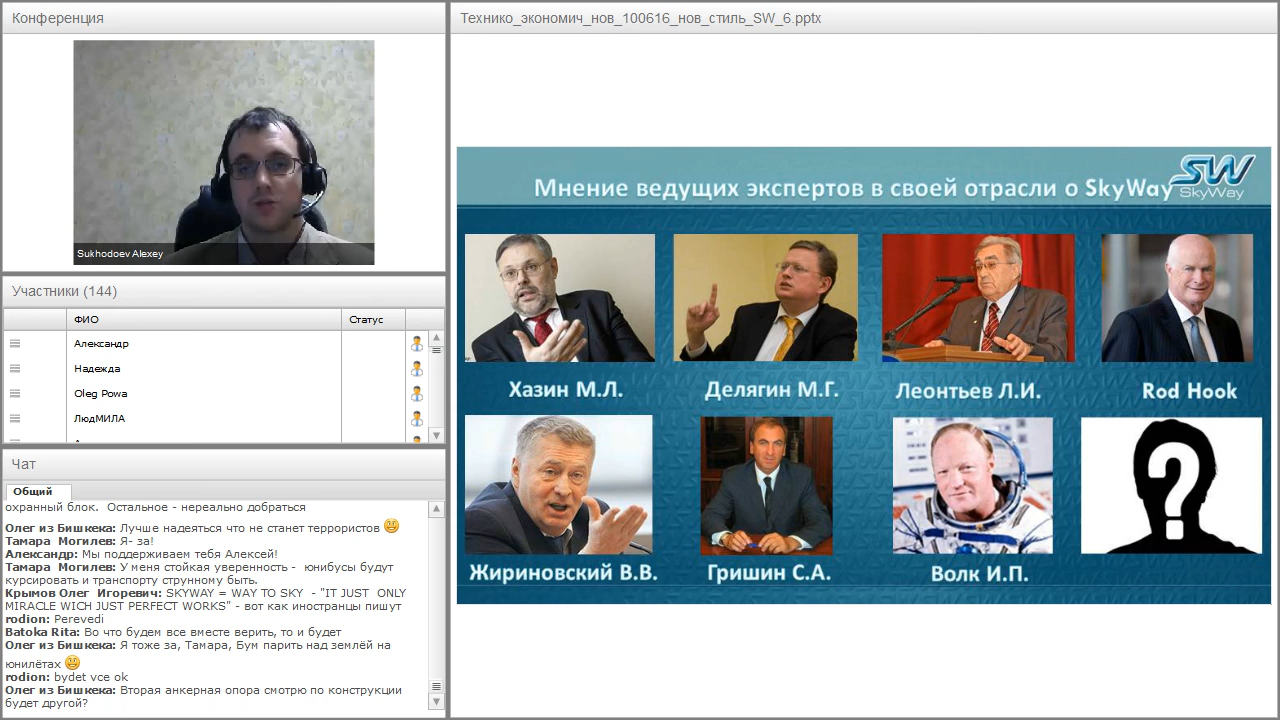 Конференция
Sukhodoev Alexey
Участники (144)
ФИО
Статус
Александр
Надежда
Oleg Powa
ЛюдМИЛА
Чат
Общий
охранный блок. Остальное - нереально добраться
Олег из Бишкека: Лучше надеяться что не станет террористов
Тамара Могилев: Я- за!
Александр: Мы поддерживаем тебя Алексей!
Тамара Могилев: У меня стойкая уверенность - юнибусы будут
курсировать и транспорту струнному быть.
Крымов Олег Игоревич: SKYWAY = WAY TO SKY - "IT JUST ONLY
MIRACLE WICH JUST PERFECT WORKS" - вот как иностранцы пишут
rodion: Perevedi
Batoka Rita: Во что будем все вместе верить, то и будет
Олег из Бишкека: Я тоже за, Тамара, Бум парить над землёй на
юнилётах
rodion: bydet vce ok
Олег из Бишкека: Вторая анкерная опора смотрю по конструкции
будет другой?
Технико_экономич_нов_100616_нов_стиль_SW_6.pptx
Мнение ведущих экспертов в своей отрасли о SkyWay
SW
SkyWay
Хазин М.Л.
Делягин М.Г.
Леонтьев Л.И.
Rod Hook
Жириновский В.В.
Гришин С.А.
Волк И.П.
?